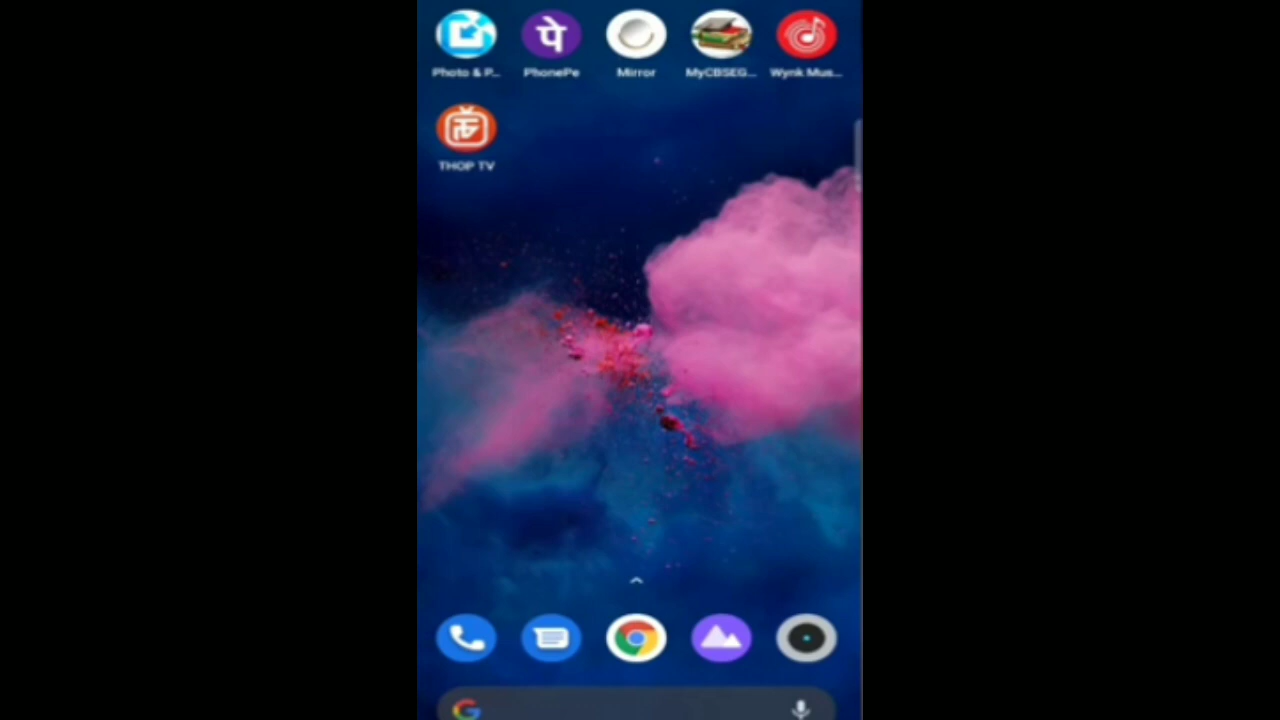 पे
Photo & P...
PhonePe
Mirror
MyCBSEG...
Wynk Mus...
THOP TV
G